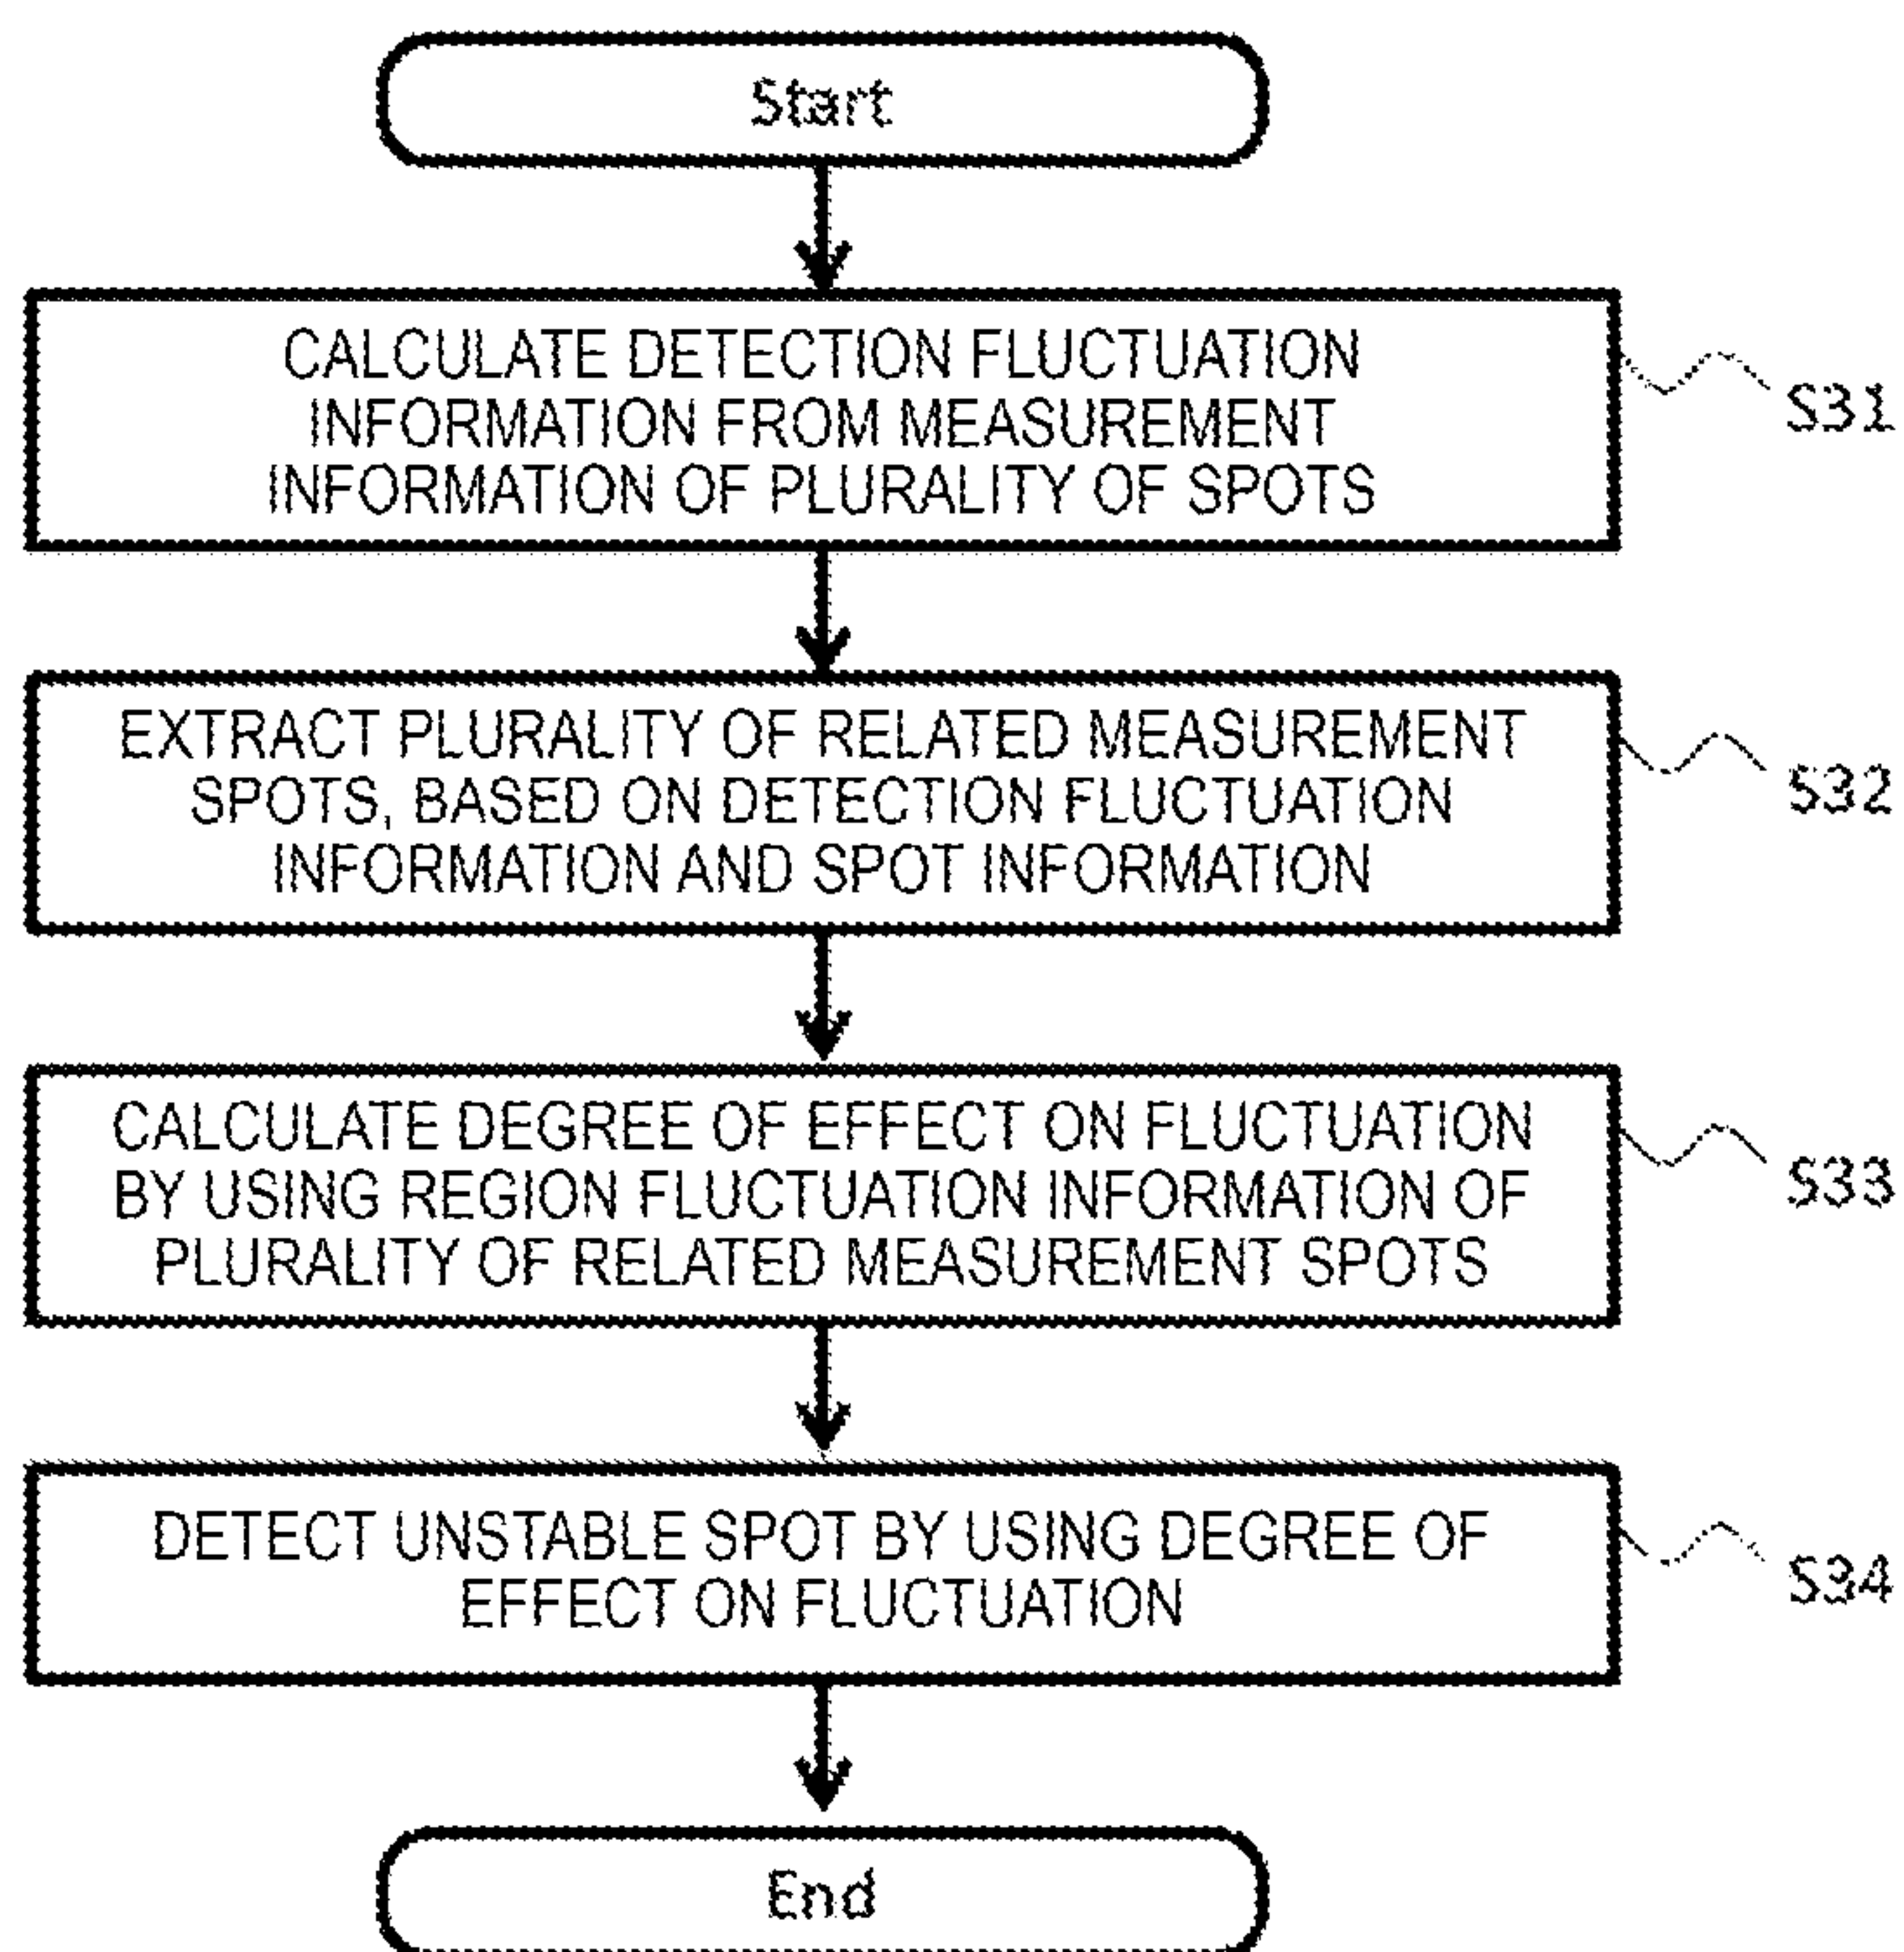 Start
CALCULATE DETECTION FLUCTUATION
INFORMATION FROM MEASUREMENT
INFORMATION OF PLURALITY OF SPOTS
S31
EXTRACT PLURALITY OF RELATED MEASUREMENT
SPOTS, BASED ON DETECTION FLUCTUATION
INFORMATION AND SPOT INFORMATION
S32
CALCULATE DEGREE OF EFFECT ON FLUCTUATION
BY USING REGION FLUCTUATION INFORMATION OF
PLURALITY OF RELATED MEASUREMENT SPOTS
S33
DETECT UNSTABLE SPOT BY USING DEGREE OF
EFFECT ON FLUCTUATION
S34
End